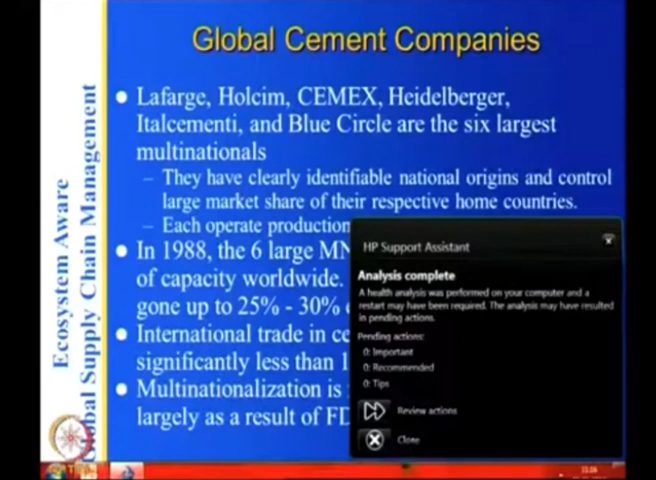 Global Cement Companies
Ecosystem Aware
Global Supply Chain Management
Lafarge, Holcim, CEMEX, Heidelberger,
Italcementi, and Blue Circle are the six largest
multinationals
– They have clearly identifiable national origins and control
large market share of their respective home countries.
– Each operate production
In 1988, the 6 large MN
of capacity worldwide.
gone up to 25% - 30%
International trade in ce
significantly less than 1
Multinationalization is
largely as a result of FD
HP Support Assistant
Analysis complete
A health analysis was performed on your computer and a
restart may have been required. The analysis may have resulted
in pending actions.
Pending actions:
0: Important
0: Recommended
0: Tips
Review actions
Close